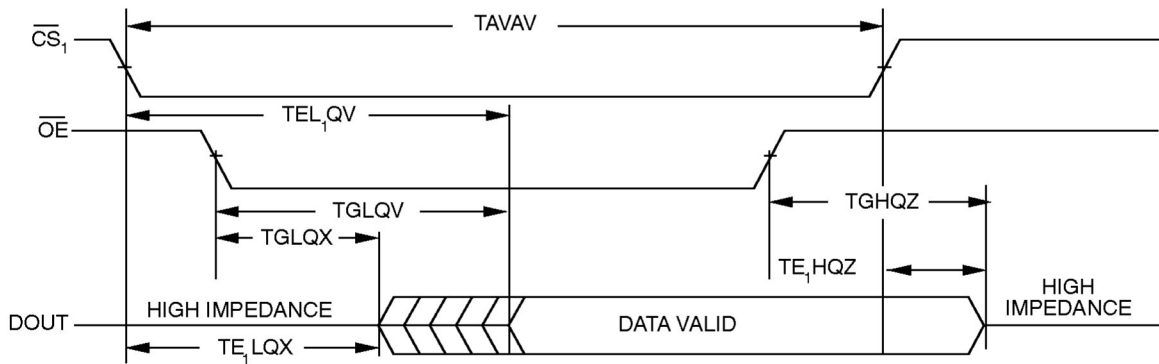 TAVAV
CS₁
TEL₁QV
OE
TGLQV
TGHQZ
TGLQX
TE₁HQZ
HIGH IMPEDANCE
HIGH IMPEDANCE
DOUT
DATA VALID
TE₁LQX